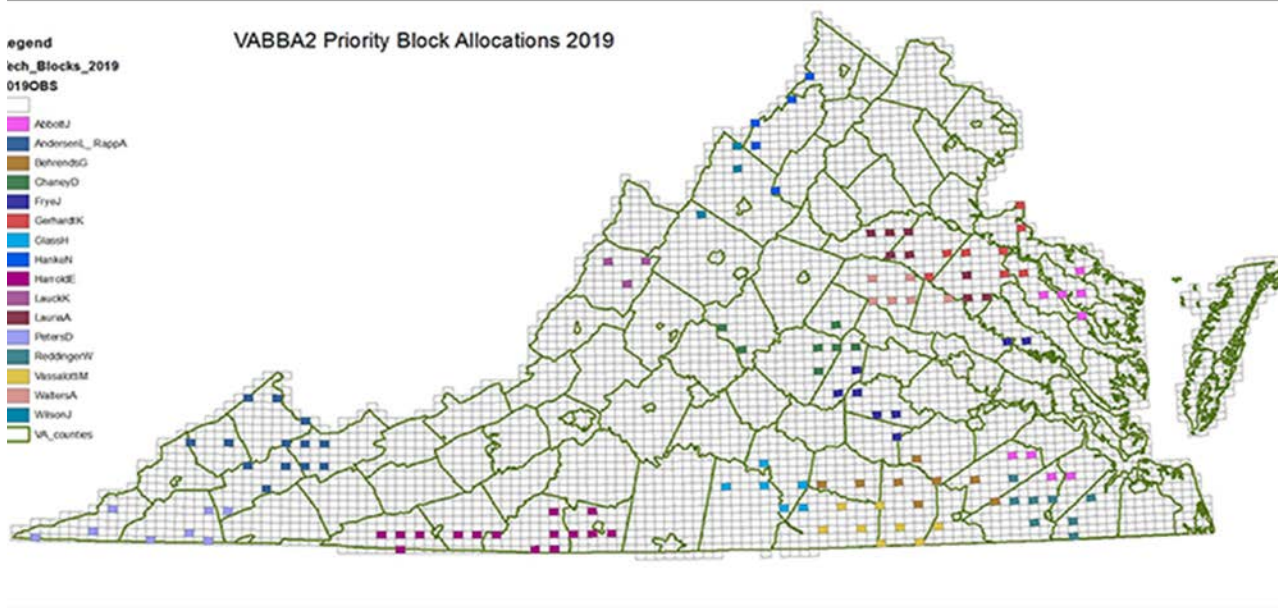 VABBA2 Priority Block Allocations 2019
egend
ech_Blocks_2019
019OBS
AbbottJ
AndersenL_RappA
BehrendsG
ChaneyD
FryeJ
GerhardtK
GlassH
HankeN
HarroldE
LauckK
LauriaA
PetersD
ReddingerW
VassalottiM
WaltersA
WilsonJ
VA_counties